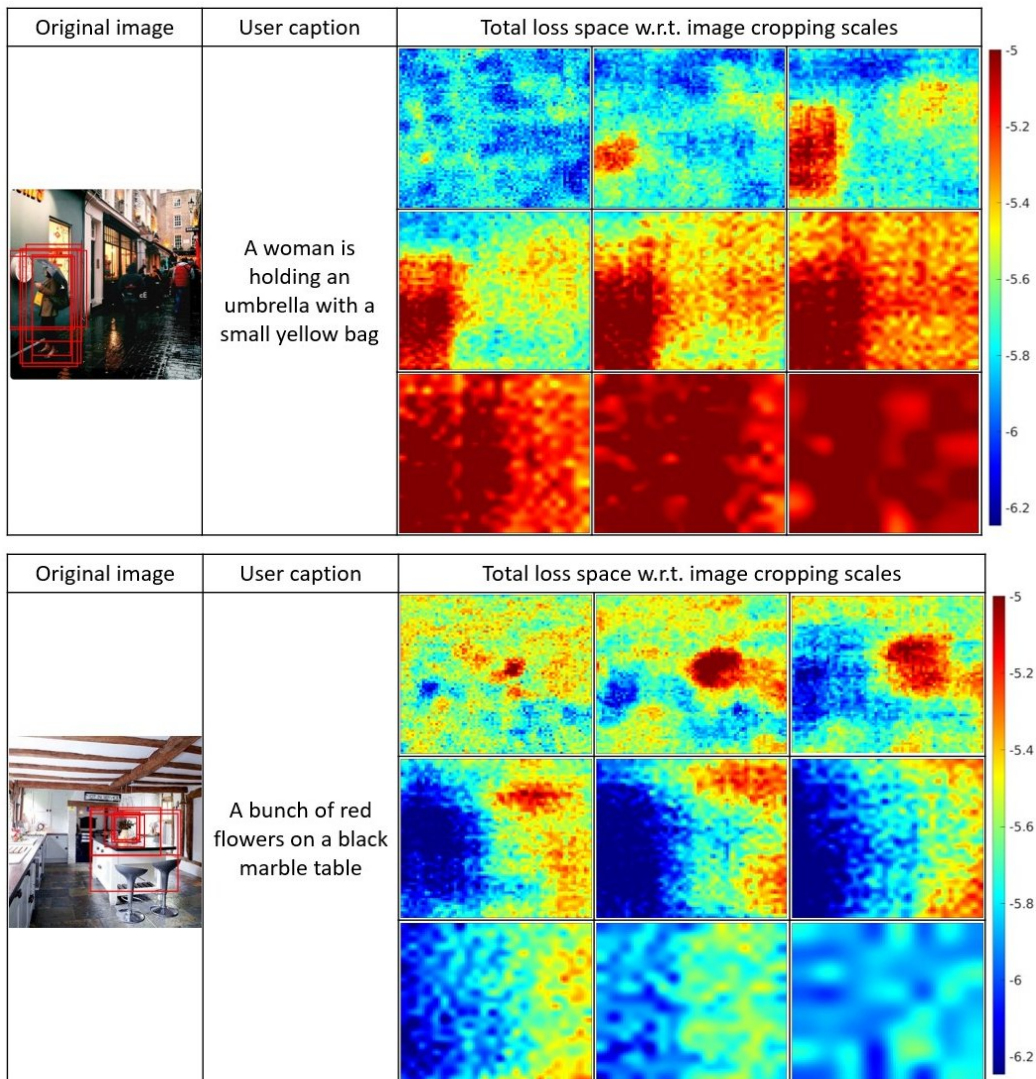 Original image
User caption
Total loss space w.r.t. image cropping scales
A woman is
holding an
umbrella with a
small yellow bag
-5
-5.2
-5.4
-5.6
-5.8
-6
-6.2
Original image
User caption
Total loss space w.r.t. image cropping scales
A bunch of red
flowers on a black
marble table
-5
-5.2
-5.4
-5.6
-5.8
-6
-6.2